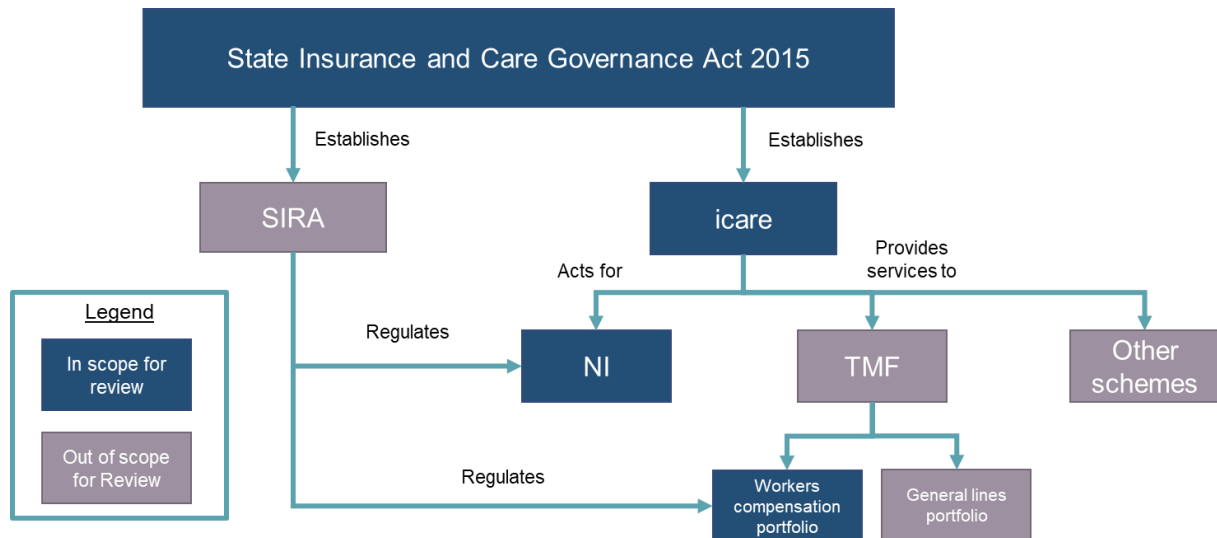 State Insurance and Care Governance Act 2015
Establishes
Establishes
SIRA
icare
Acts for
Provides
services to
Legend
In scope for
review
Out of scope
for Review
Regulates
NI
TMF
Other
schemes
Regulates
Workers
compensation
portfolio
General lines
portfolio